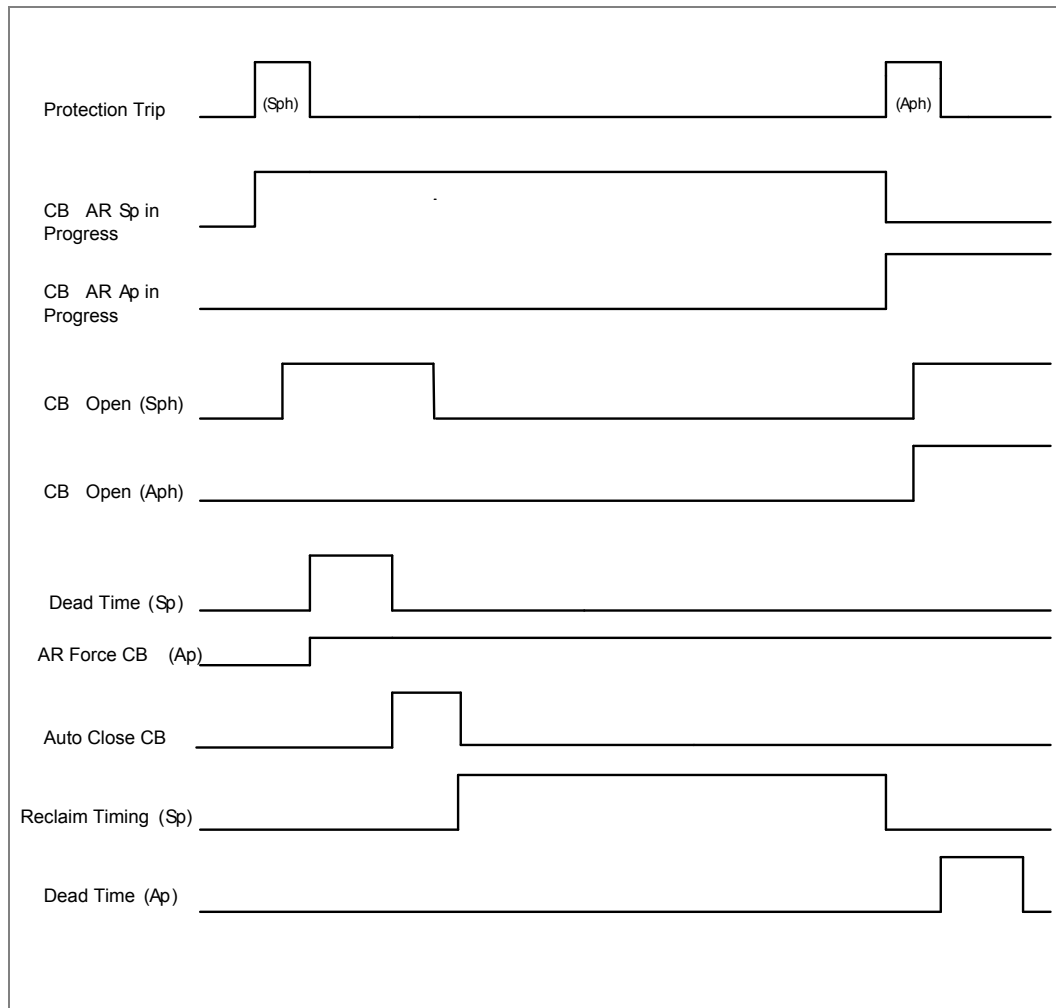 (Sph)
(Aph)
Protection Trip
CB AR Sp in
Progress
CB AR Ap in
Progress
CB Open (Sph)
CB Open (Aph)
Dead Time (Sp)
AR Force CB (Ap)
Auto Close CB
Reclaim Timing (Sp)
Dead Time (Ap)